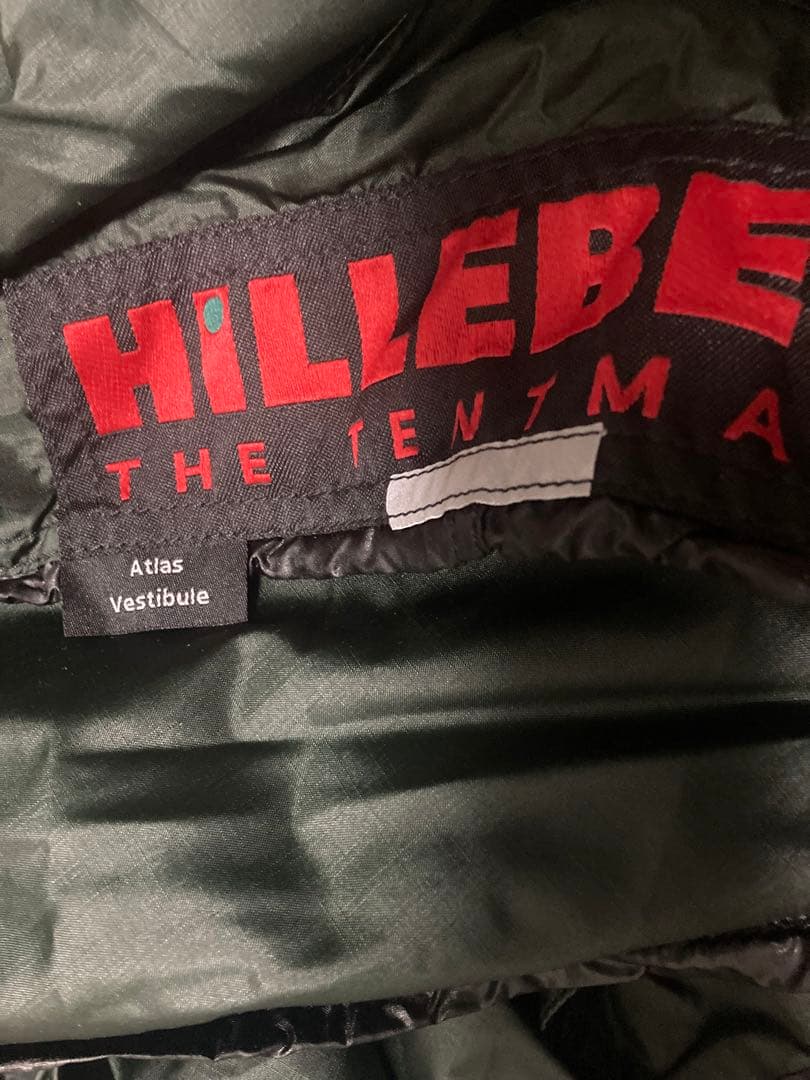 HiLLEBE
THE TENTMA
Atlas
Vestibule